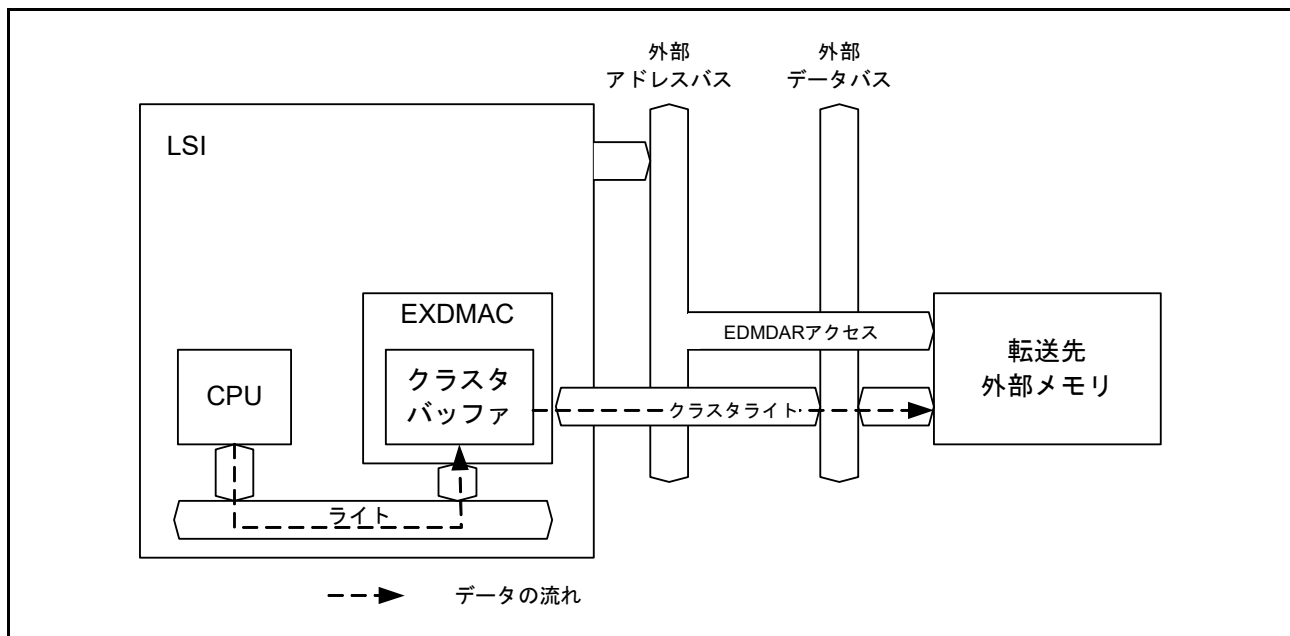 外部
アドレスバス
外部
データバス
LSI
EXDMAC
EDMDARアクセス
転送先
外部メモリ
CPU
クラスタ
バッファ
クラスタライト
ライト
データの流れ